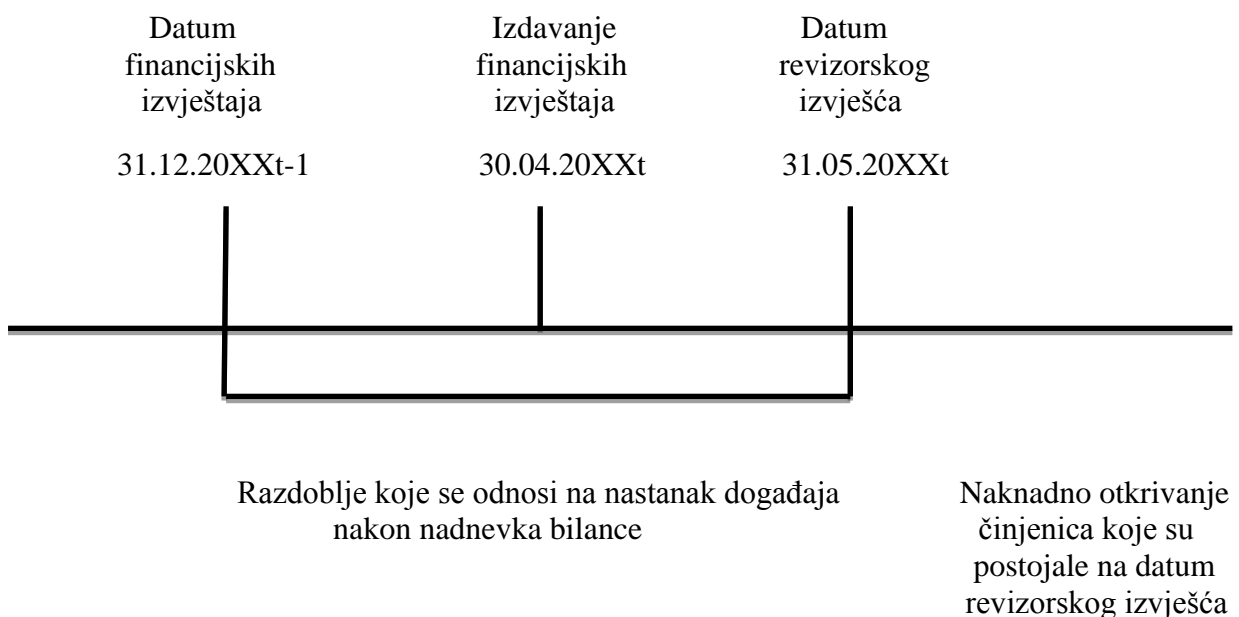 Datum
financijskih
izvještaja
31.12.20XXt-1
Izdavanje
financijskih
izvještaja
30.04.20XXt
Datum
revizorskog
izvješća
31.05.20XXt
Razdoblje koje se odnosi na nastanak događaja
nakon nadnevka bilance
Naknadno otkrivanje
činjenica koje su
postojale na datum
revizorskog izvješća